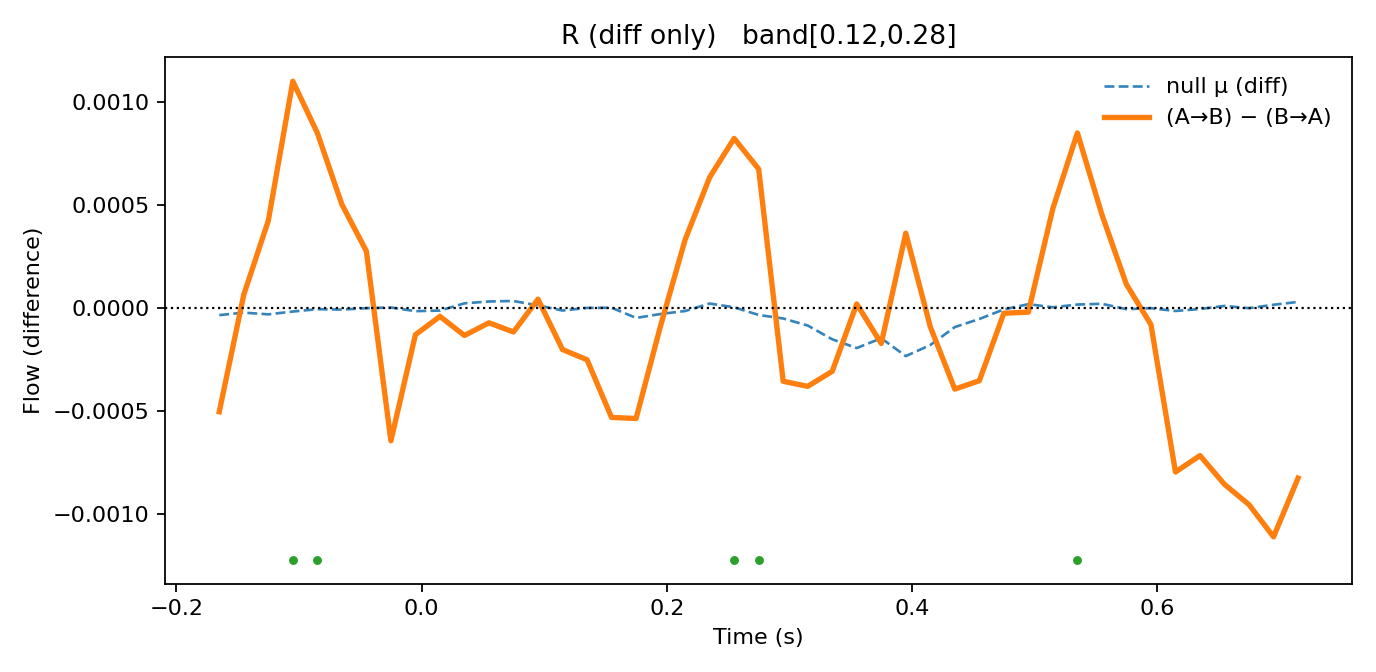 R (diff only)   band[0.12,0.28]
null μ (diff)
(A→B) − (B→A)
Flow (difference)
0.0010
0.0005
0.0000
−0.0005
−0.0010
−0.2
0.0
0.2
0.4
0.6
Time (s)